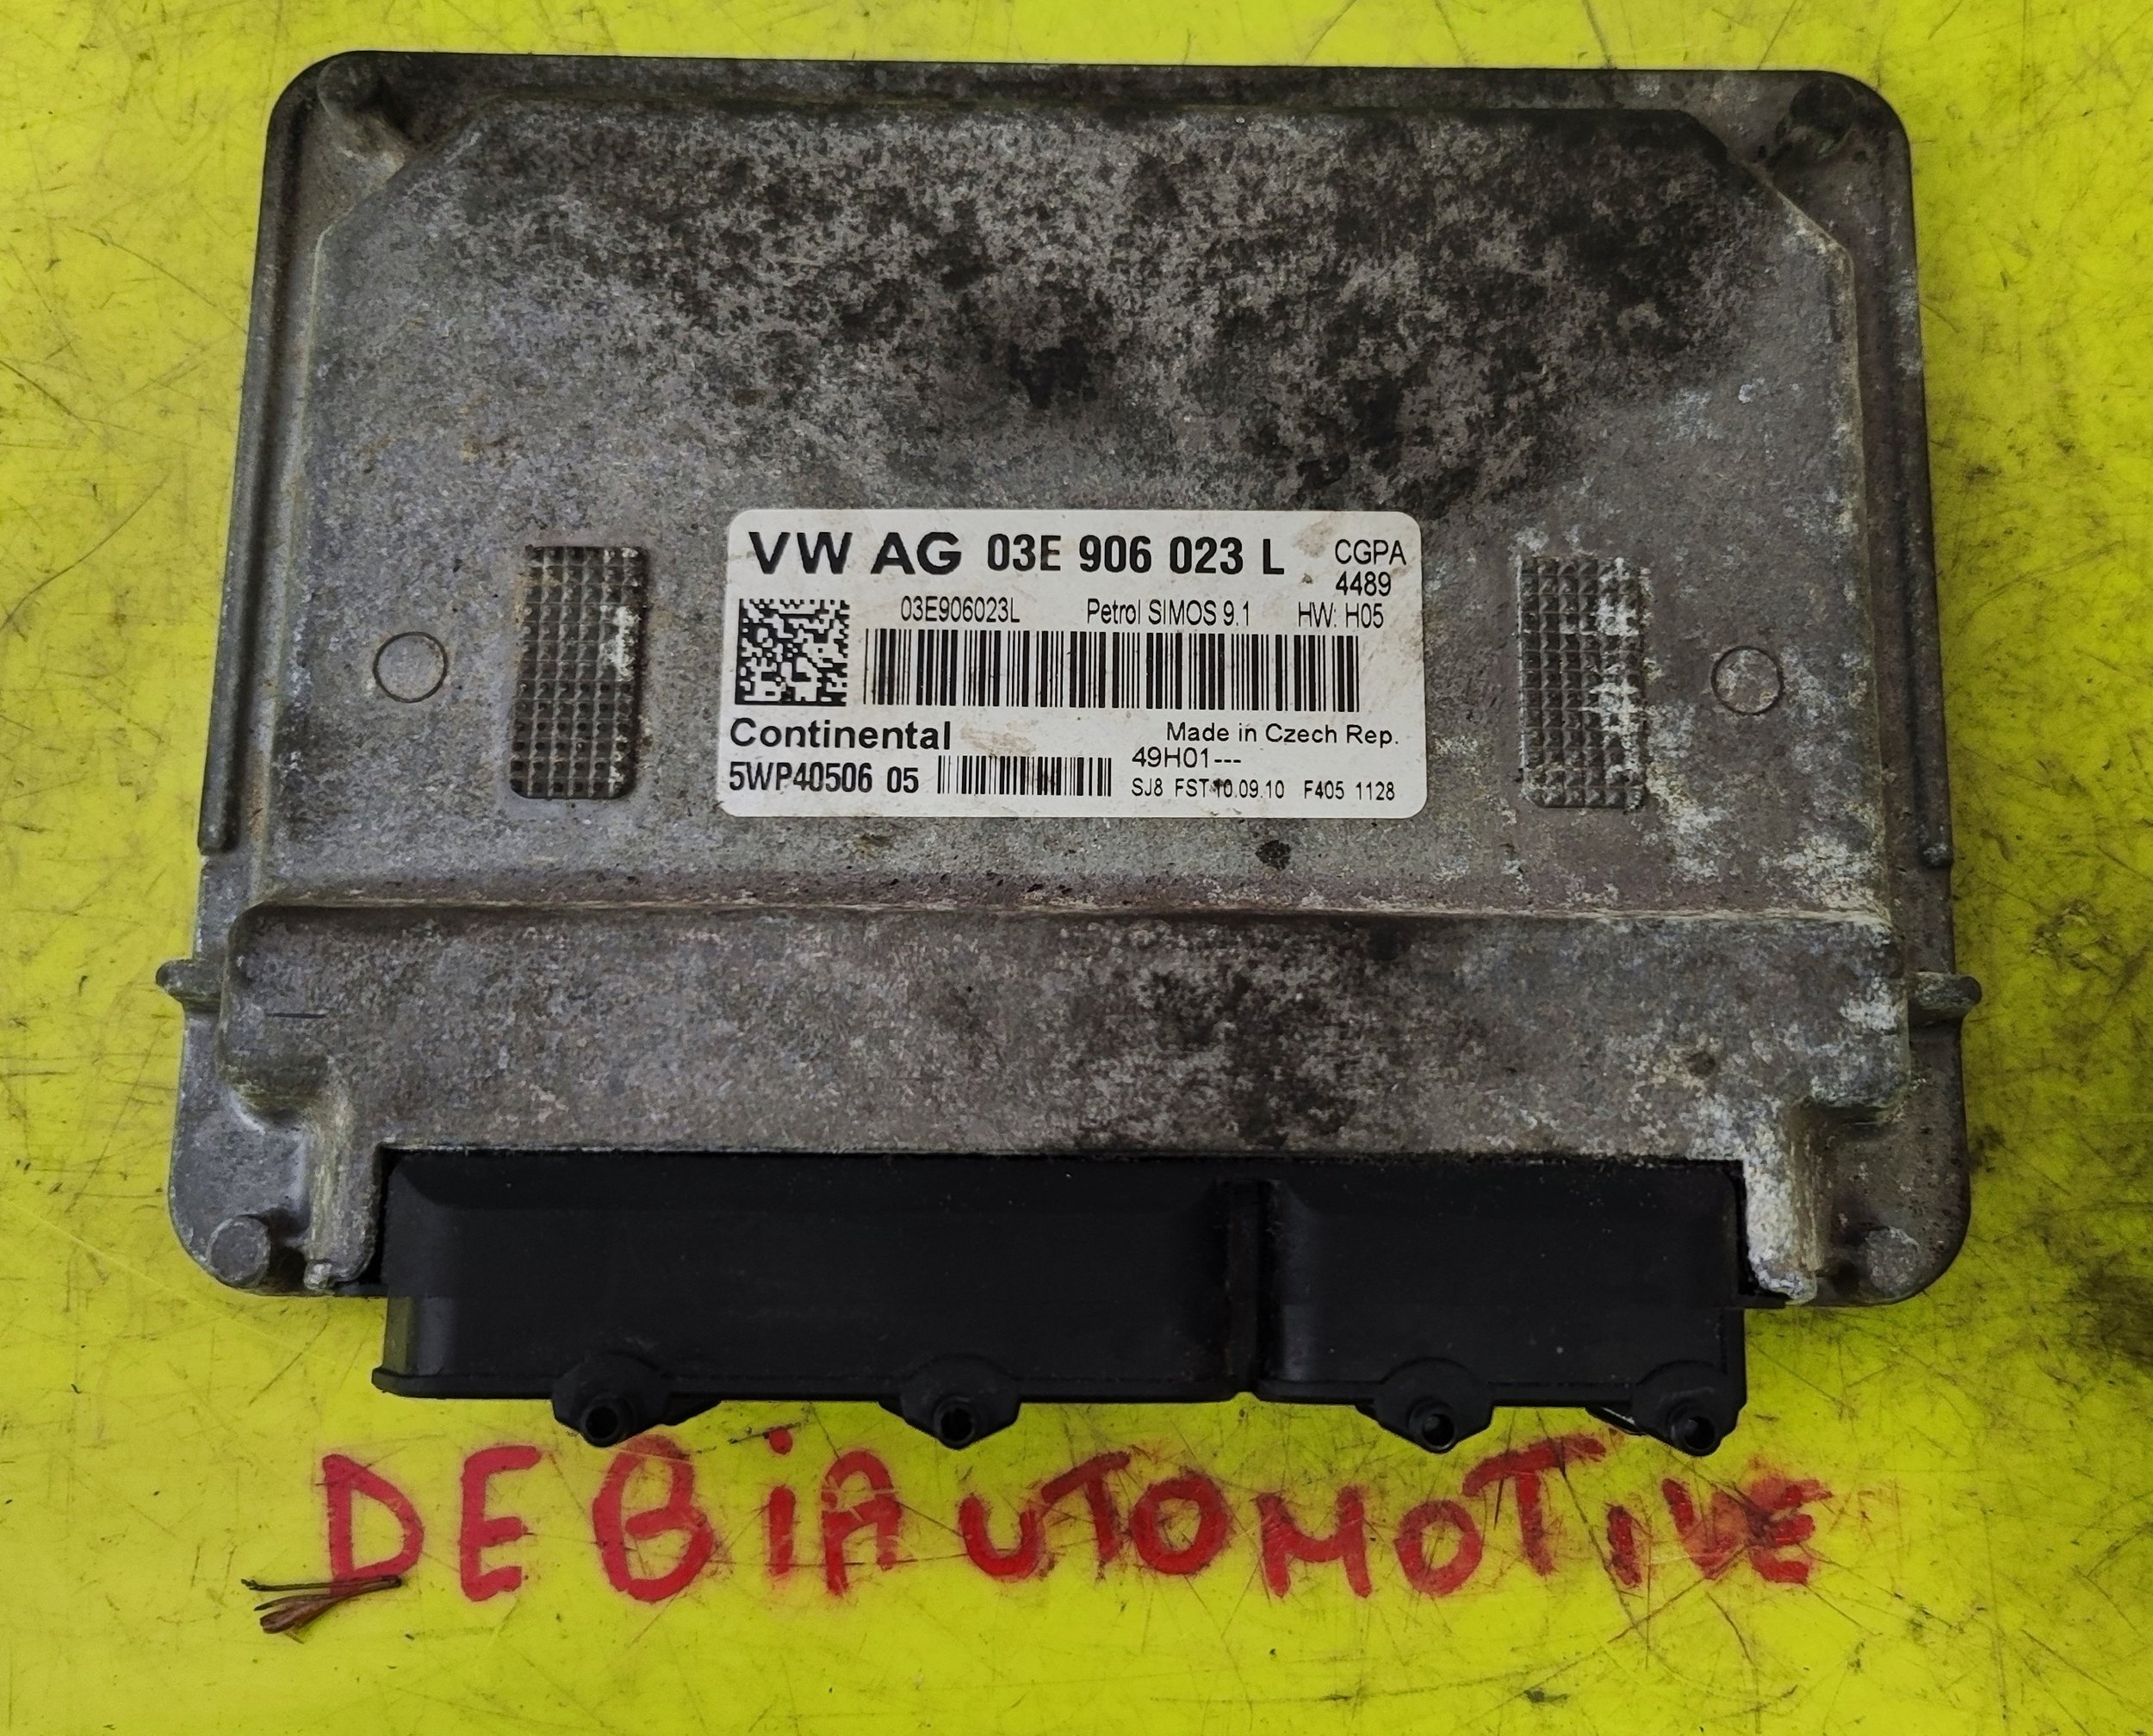 VW AG 03E 906 023 L CGPA
4489
03E906023L Petrol SIMOS 9.1 HW: H05
Continental Made in Czech Rep.
49H01---
5WP40506 05 SJ8 FST 10.09.10 F405 1128
DEBIAUTOMOTIVE